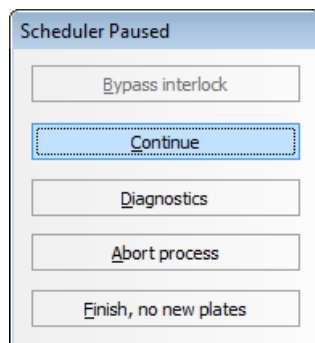 Scheduler Paused
Bypass interlock
Continue
Diagnostics
Abort process
Finish, no new plates